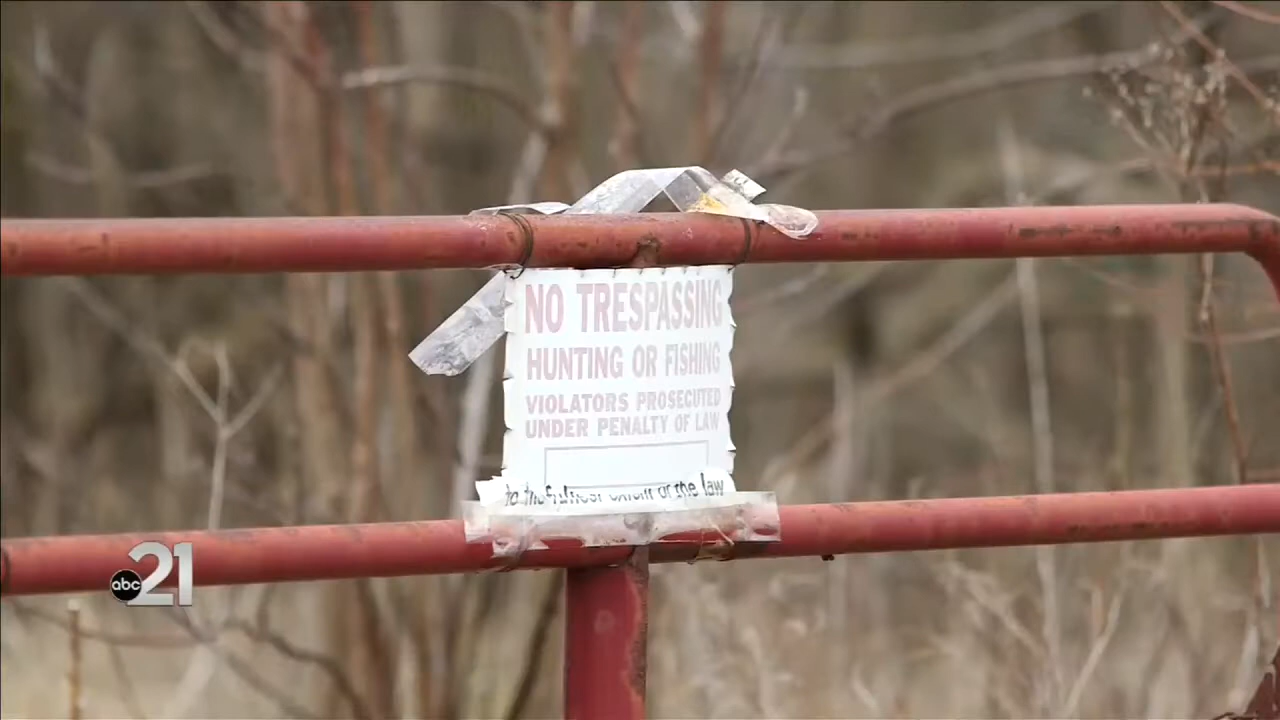 NO TRESPASSING
HUNTING OR FISHING
VIOLATORS PROSECUTED
UNDER PENALTY OF LAW
to the fullest extent of the law
abc 21